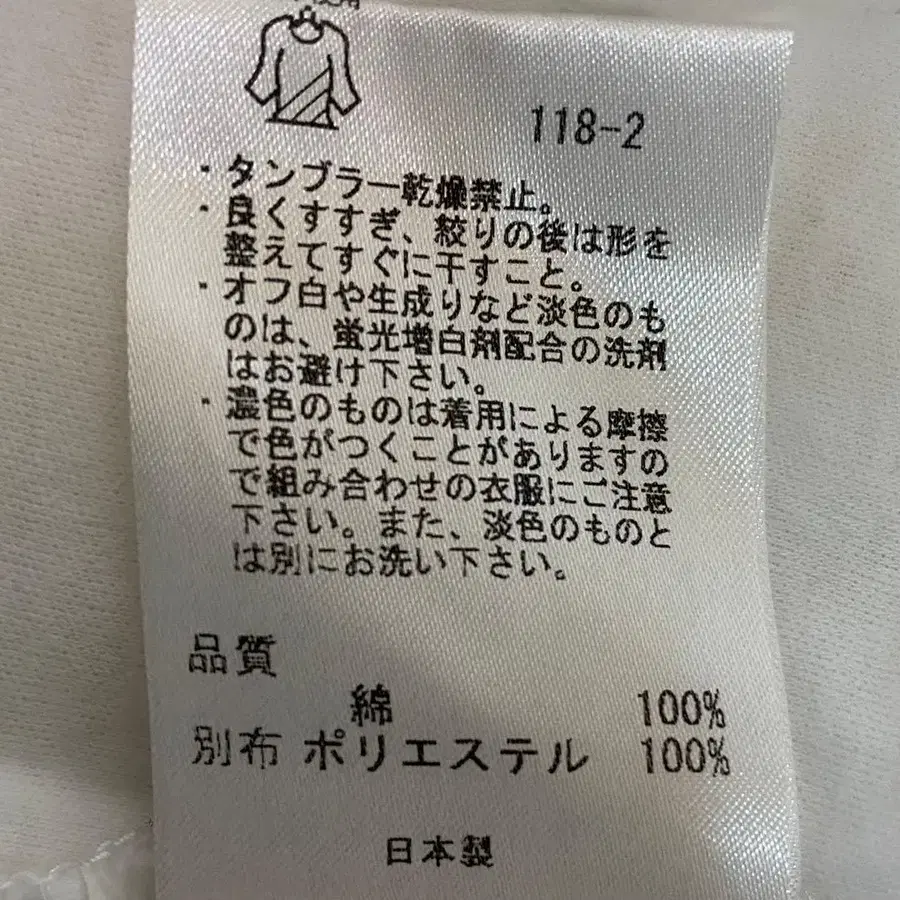 118-2
・タンブラー乾燥禁止。
・良くすすぎ、絞りの後は形を
整えてすぐに干すこと。
・オフ白や生成りなど淡色のも
のは、蛍光増白剤配合の洗剤
はお避け下さい。
・濃色のものは着用による摩擦
で色がつくことがありますの
で組み合わせの衣服にご注意
下さい。また、淡色のものと
は別にお洗い下さい。
品質
綿 100%
別布 ポリエステル 100%
日本製